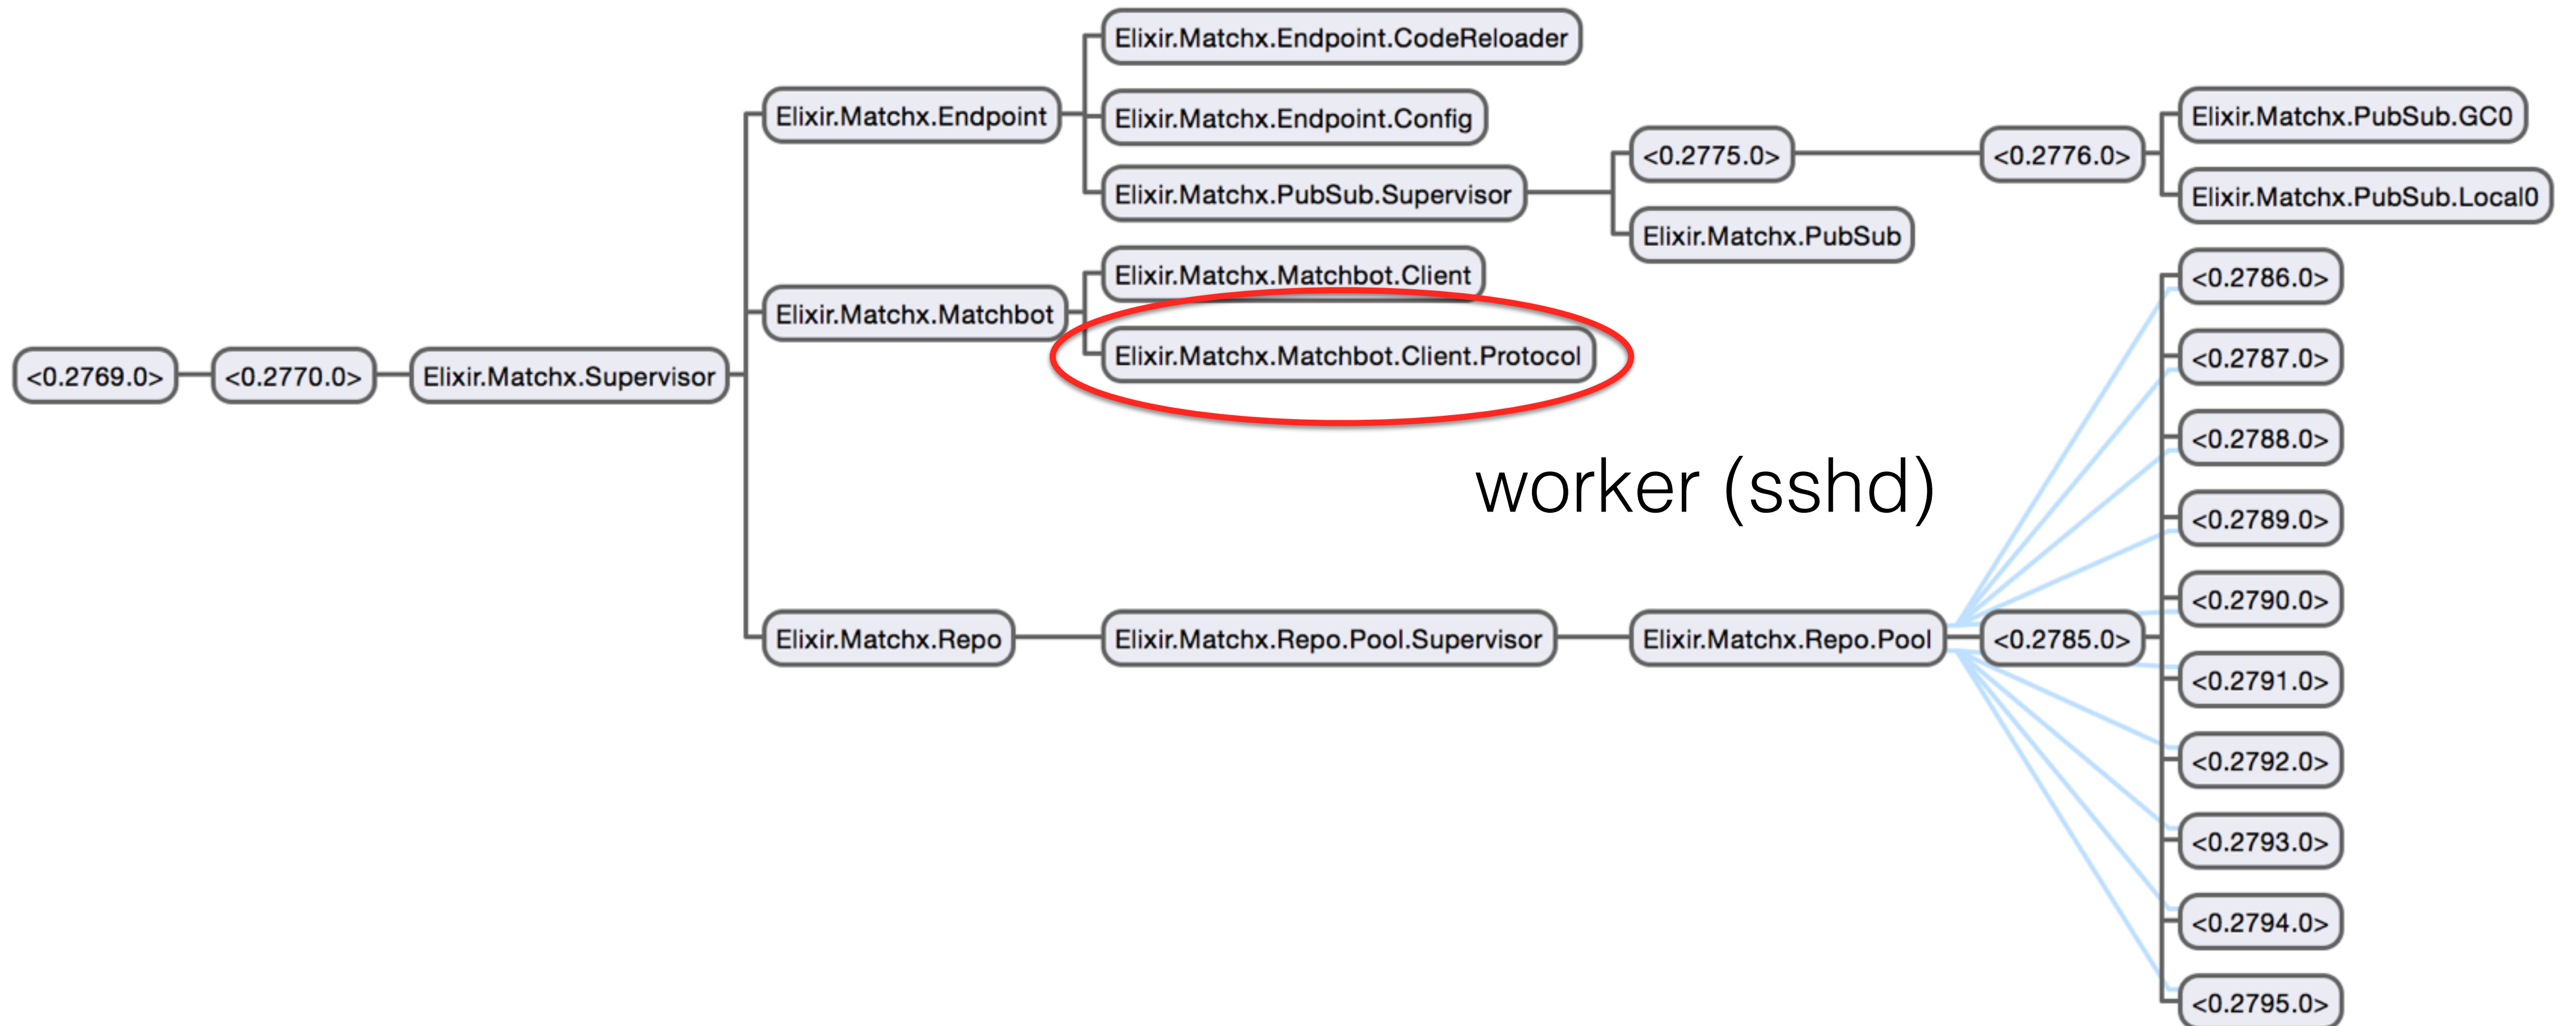 Elixir.Matchx.Endpoint.CodeReloader
Elixir.Matchx.Endpoint
Elixir.Matchx.Endpoint.Config
Elixir.Matchx.PubSub.Supervisor
<0.2775.0>
<0.2776.0>
Elixir.Matchx.PubSub.GC0
Elixir.Matchx.PubSub.Local0
Elixir.Matchx.PubSub
Elixir.Matchx.Matchbot.Client
Elixir.Matchx.Matchbot
Elixir.Matchx.Matchbot.Client.Protocol
<0.2769.0>
<0.2770.0>
Elixir.Matchx.Supervisor
worker (sshd)
Elixir.Matchx.Repo
Elixir.Matchx.Repo.Pool.Supervisor
Elixir.Matchx.Repo.Pool
<0.2785.0>
<0.2786.0>
<0.2787.0>
<0.2788.0>
<0.2789.0>
<0.2790.0>
<0.2791.0>
<0.2792.0>
<0.2793.0>
<0.2794.0>
<0.2795.0>